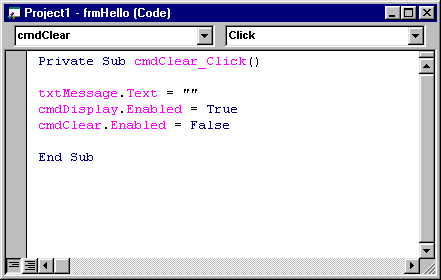 Project1 - frmHello (Code)
cmdClear Click
Private Sub cmdClear_Click()
txtMessage.Text = ""
cmdDisplay.Enabled = True
cmdClear.Enabled = False
End Sub